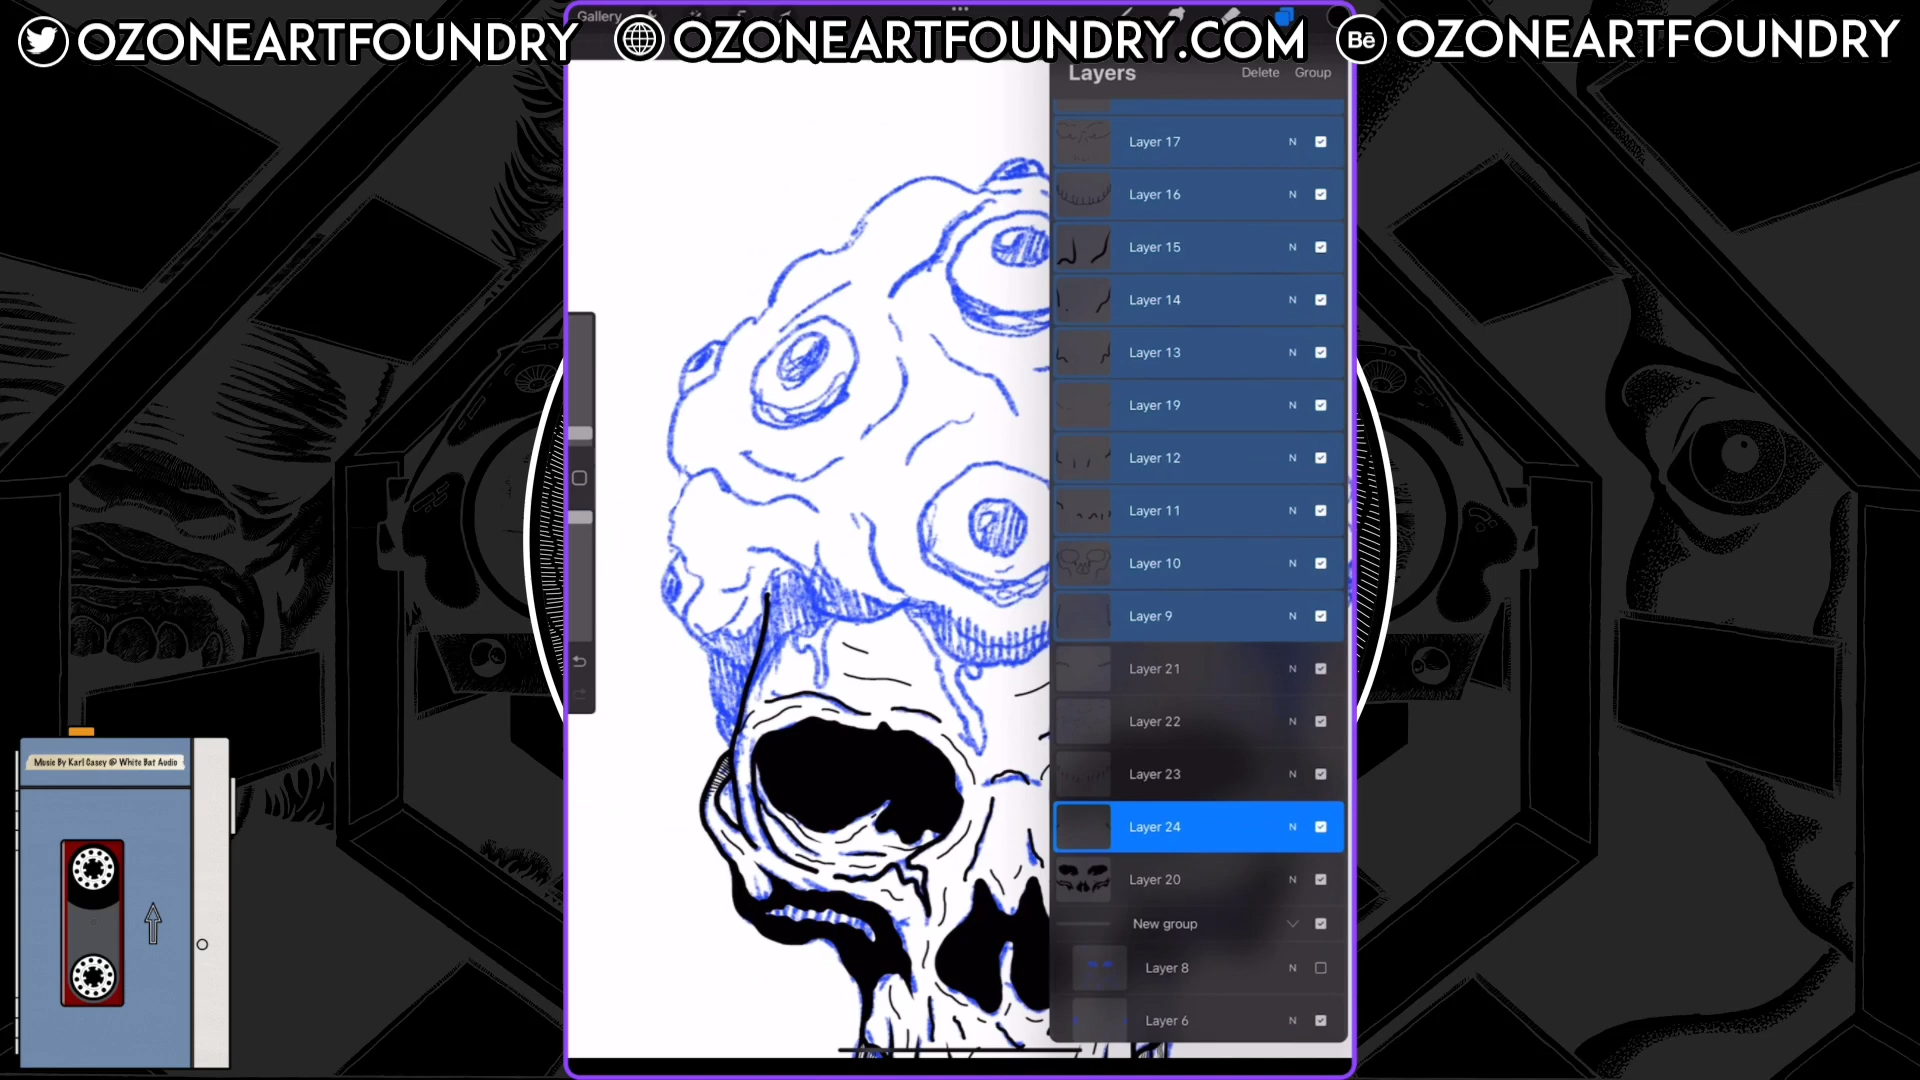 OZONEARTFOUNDRY
OZONEARTFOUNDRY.COM
Bē OZONEARTFOUNDRY
Gallery
Layers Delete Group
Layer 17 N
Layer 16 N
Layer 15 N
Layer 14 N
Layer 13 N
Layer 19 N
Layer 12 N
Layer 11 N
Layer 10 N
Layer 9 N
Layer 21 N
Layer 22 N
Layer 23 N
Layer 24 N
Layer 20 N
New group
Layer 8 N
Layer 6 N
Music By Karl Casey @ White Bat Audio